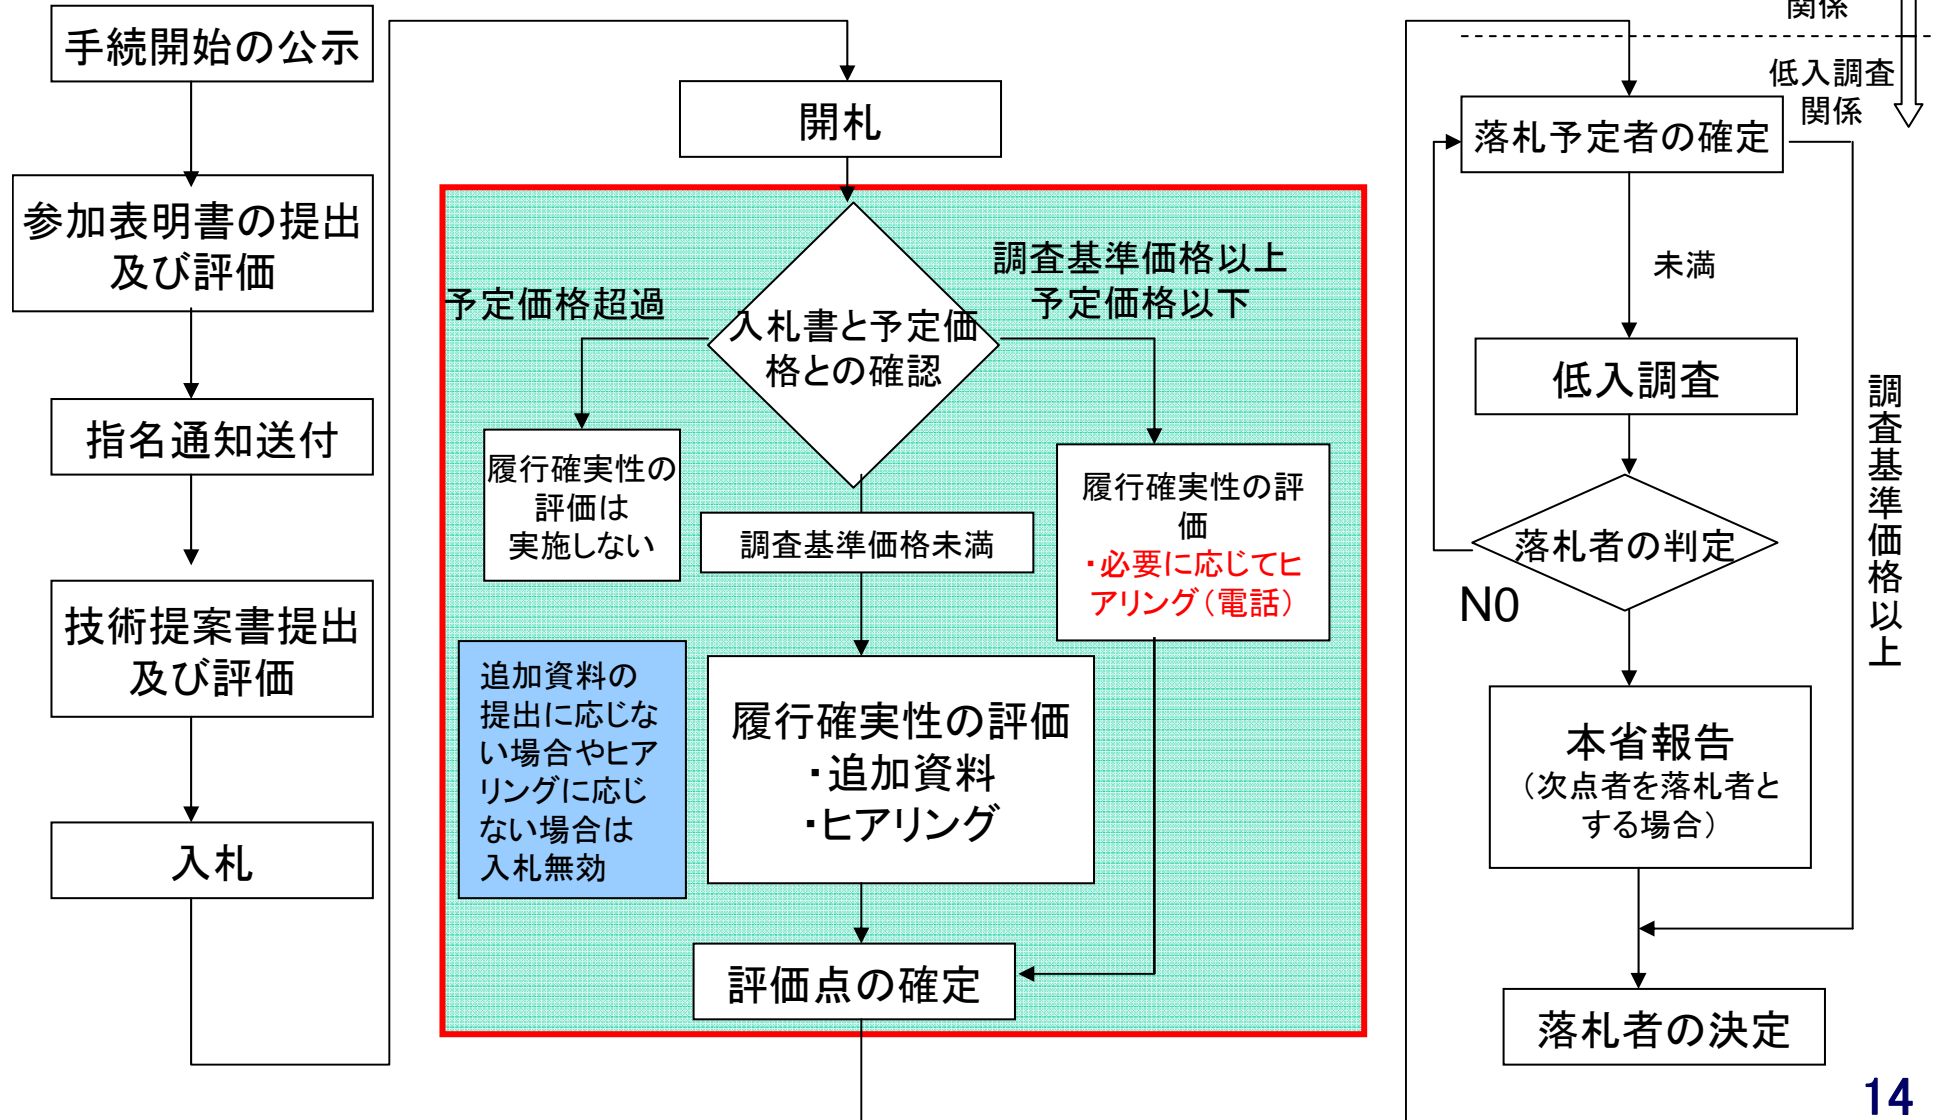 手続開始の公示
参加表明書の提出
及び評価
指名通知送付
技術提案書提出
及び評価
入札
開札
入札書と予定価
格との確認
予定価格超過
調査基準価格以上
予定価格以下
履行確実性の
評価は
実施しない
調査基準価格未満
履行確実性の評
価
・必要に応じてヒ
アリング（電話）
追加資料の
提出に応じな
い場合やヒア
リングに応じ
ない場合は
入札無効
履行確実性の評価
・追加資料
・ヒアリング
評価点の確定
関係
低入調査
関係
落札予定者の確定
未満
低入調査
落札者の判定
N0
調査基準価格以上
本省報告
（次点者を落札者と
する場合）
落札者の決定
14